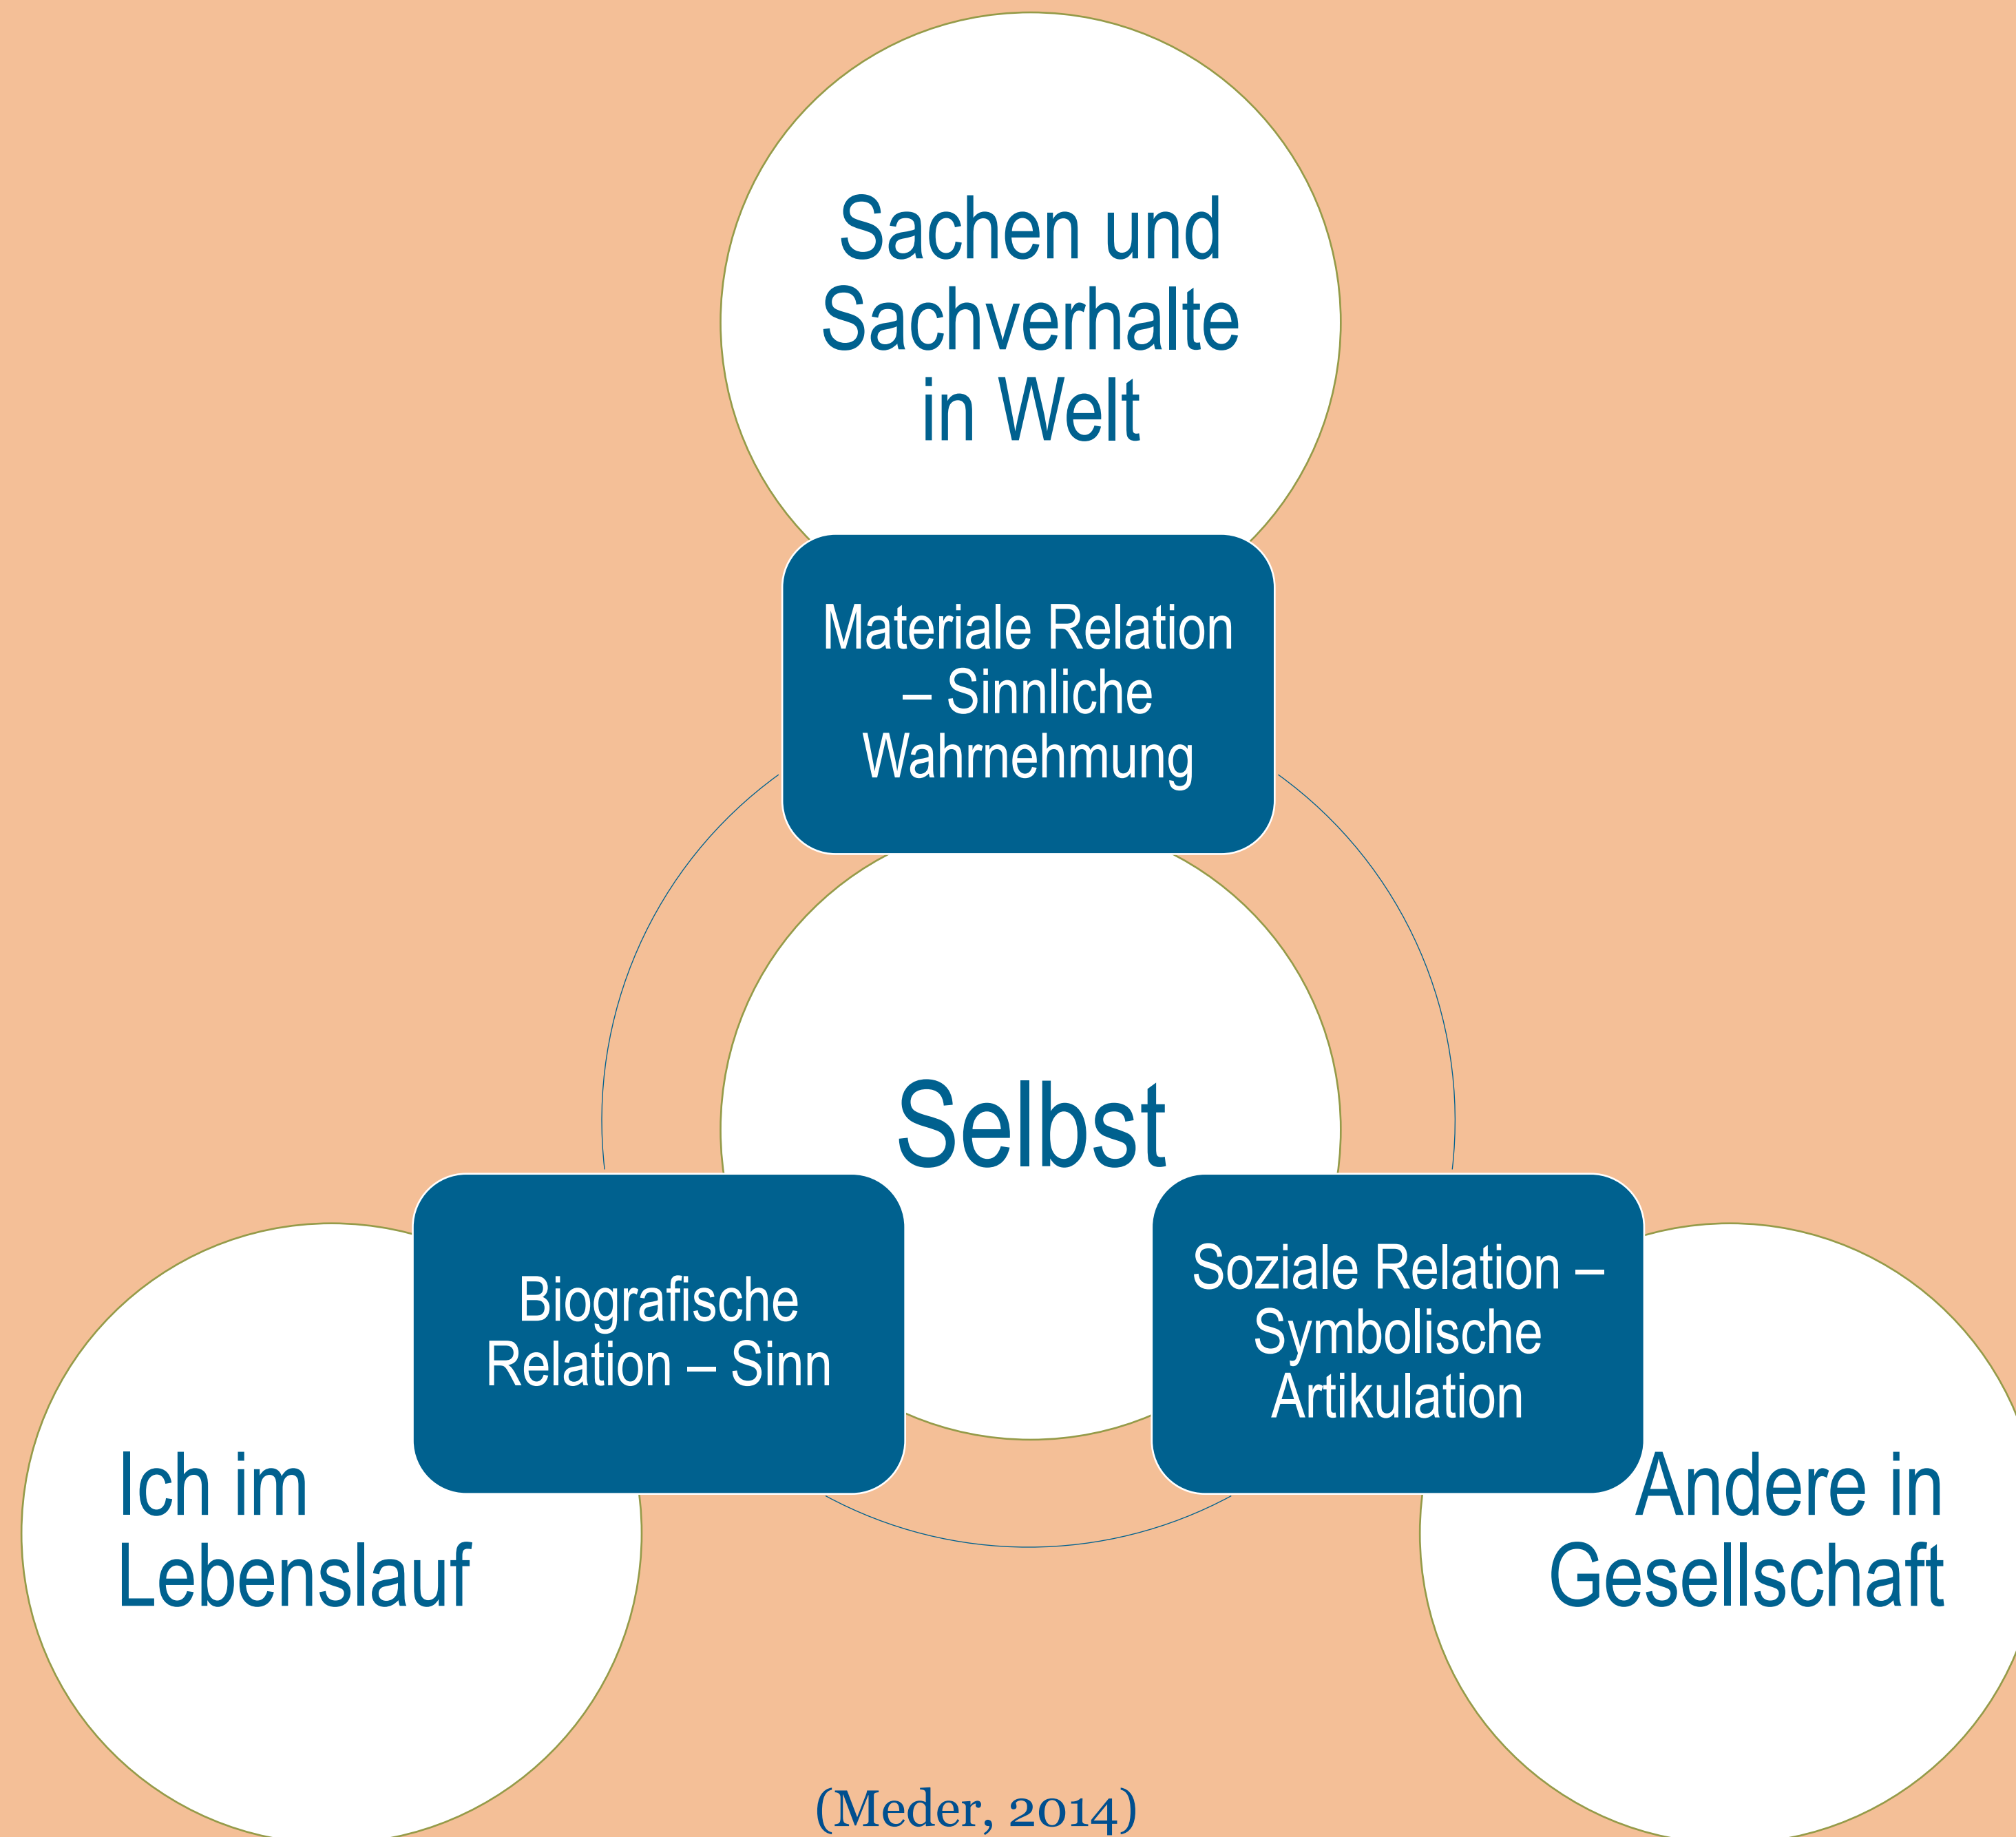 Sachen und
Sachverhalte
in Welt
Materiale Relation
– Sinnliche
Wahrnehmung
Selbst
Biografische
Relation – Sinn
Soziale Relation –
Symbolische
Artikulation
Ich im
Lebenslauf
Andere in
Gesellschaft
(Meder, 2014)